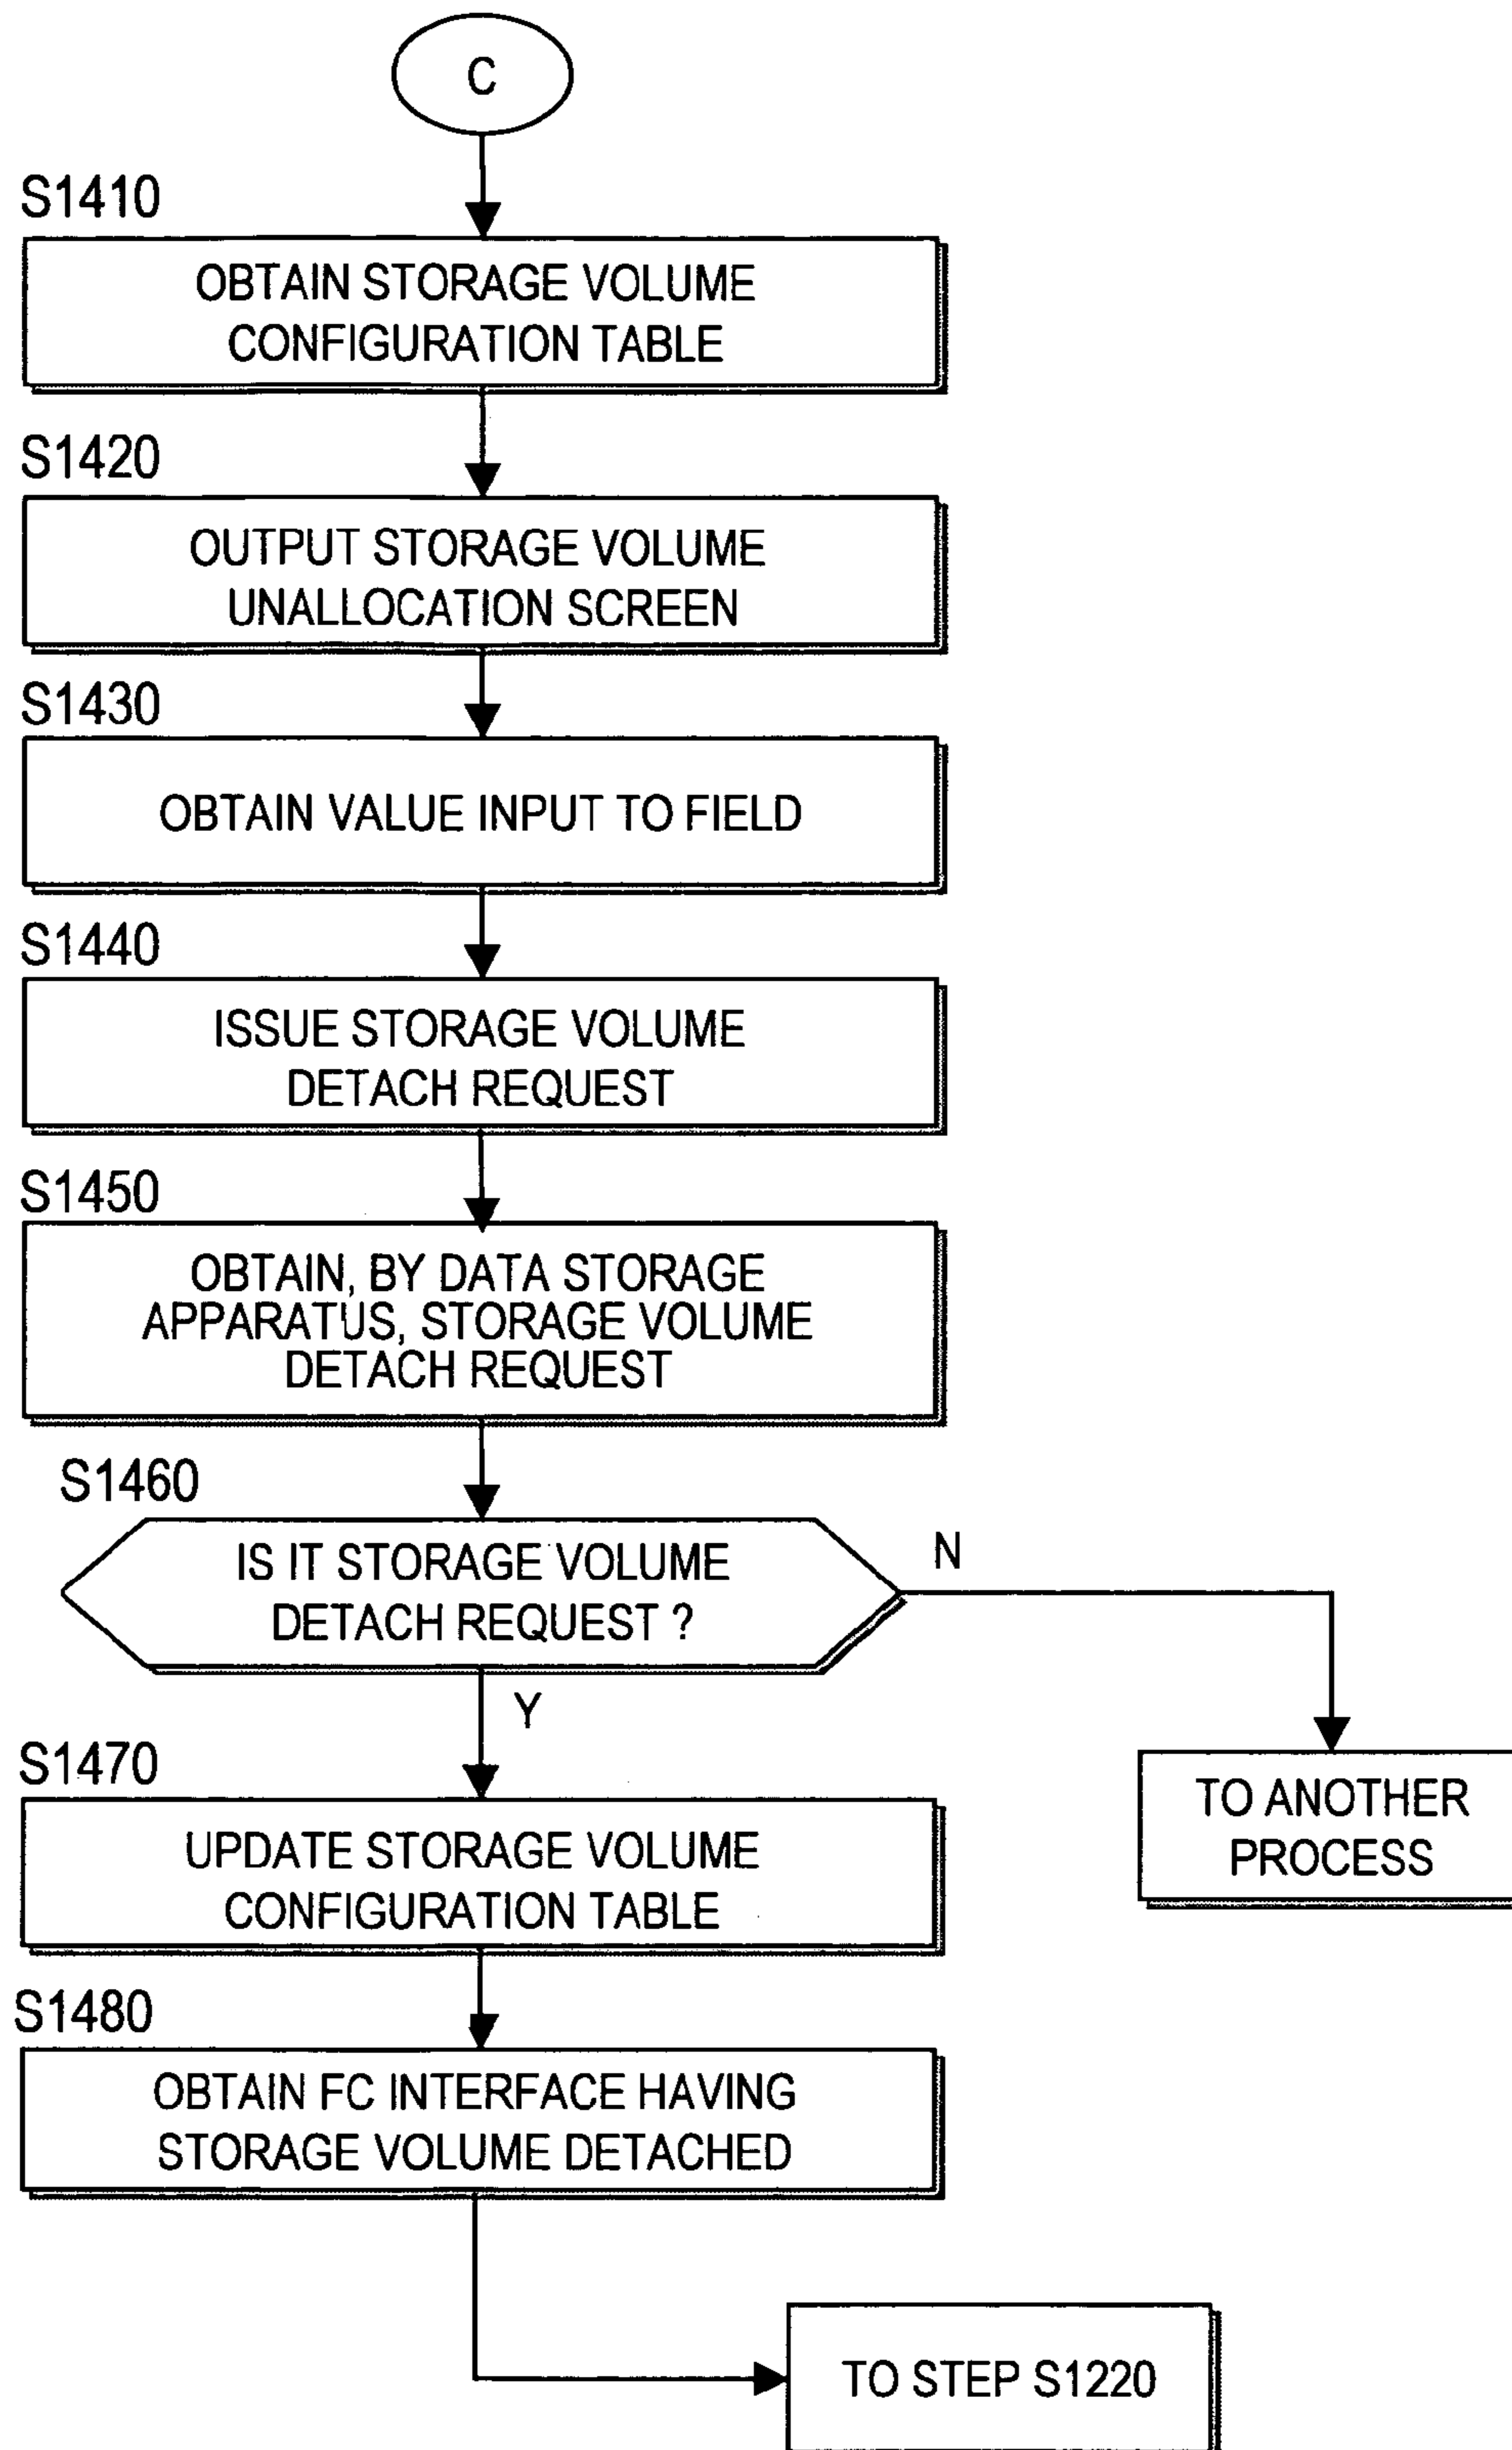 C
S1410
OBTAIN STORAGE VOLUME
CONFIGURATION TABLE
S1420
OUTPUT STORAGE VOLUME
UNALLOCATION SCREEN
S1430
OBTAIN VALUE INPUT TO FIELD
S1440
ISSUE STORAGE VOLUME
DETACH REQUEST
S1450
OBTAIN, BY DATA STORAGE
APPARATUS, STORAGE VOLUME
DETACH REQUEST
S1460
IS IT STORAGE VOLUME
DETACH REQUEST ?
N
Y
TO ANOTHER
PROCESS
S1470
UPDATE STORAGE VOLUME
CONFIGURATION TABLE
S1480
OBTAIN FC INTERFACE HAVING
STORAGE VOLUME DETACHED
TO STEP S1220